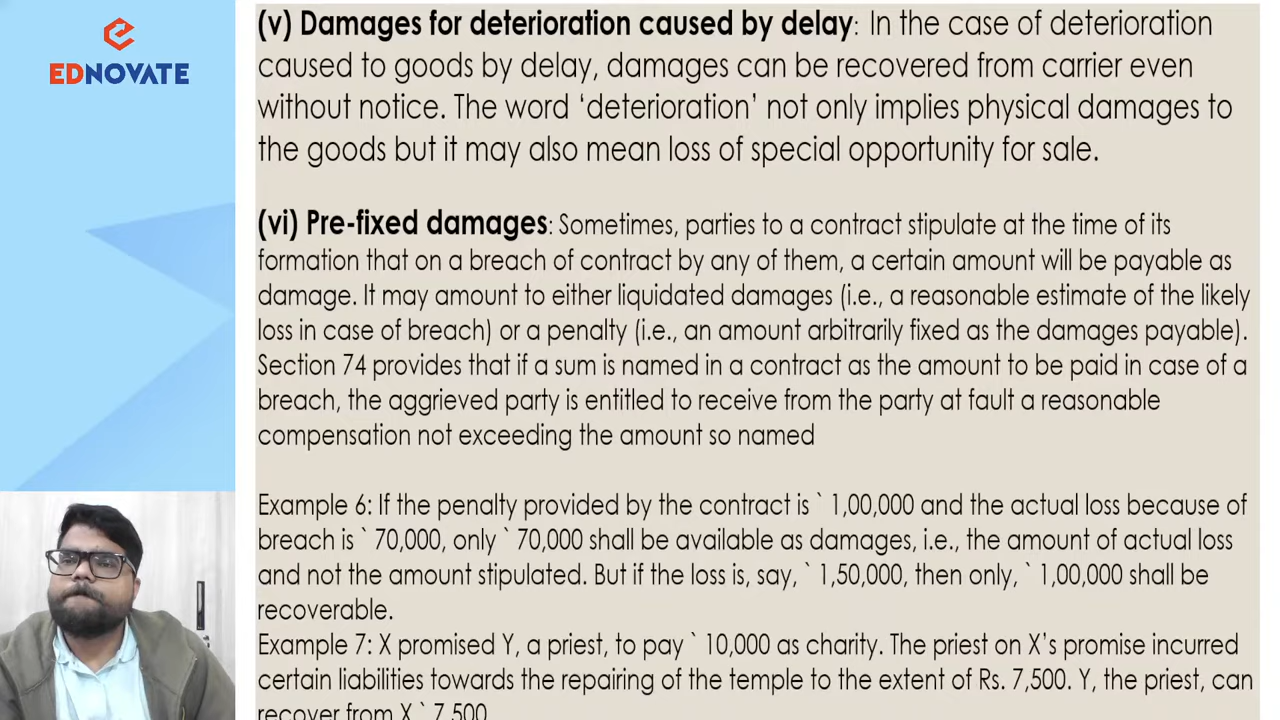 EDNOVATE
(v) Damages for deterioration caused by delay: In the case of deterioration
caused to goods by delay, damages can be recovered from carrier even
without notice. The word ‘deterioration’ not only implies physical damages to
the goods but it may also mean loss of special opportunity for sale.
(vi) Pre-fixed damages: Sometimes, parties to a contract stipulate at the time of its
formation that on a breach of contract by any of them, a certain amount will be payable as
damage. It may amount to either liquidated damages (i.e., a reasonable estimate of the likely
loss in case of breach) or a penalty (i.e., an amount arbitrarily fixed as the damages payable).
Section 74 provides that if a sum is named in a contract as the amount to be paid in case of a
breach, the aggrieved party is entitled to receive from the party at fault a reasonable
compensation not exceeding the amount so named
Example 6: If the penalty provided by the contract is ` 1,00,000 and the actual loss because of
breach is ` 70,000, only ` 70,000 shall be available as damages, i.e., the amount of actual loss
and not the amount stipulated. But if the loss is, say, ` 1,50,000, then only, ` 1,00,000 shall be
recoverable.
Example 7: X promised Y, a priest, to pay ` 10,000 as charity. The priest on X’s promise incurred
certain liabilities towards the repairing of the temple to the extent of Rs. 7,500. Y, the priest, can
recover from X ` 7,500